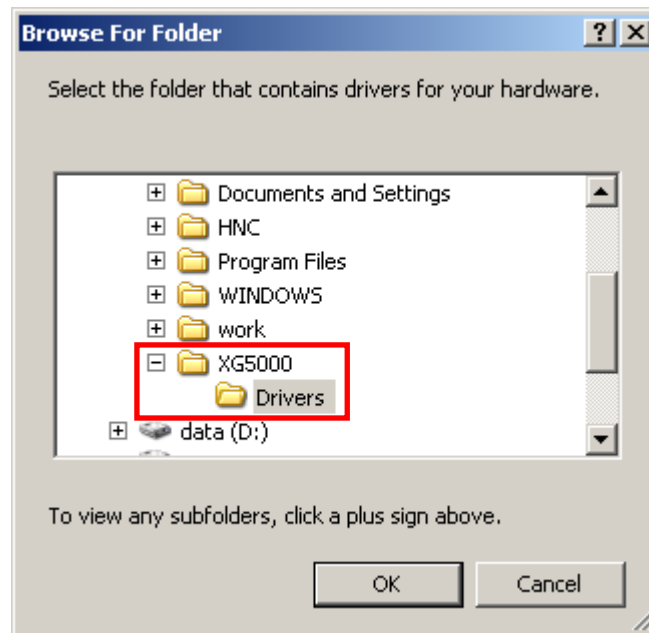 Browse For Folder
Select the folder that contains drivers for your hardware.
Documents and Settings
HNC
Program Files
WINDOWS
work
XG5000
Drivers
data (D:)
To view any subfolders, click a plus sign above.
OK Cancel